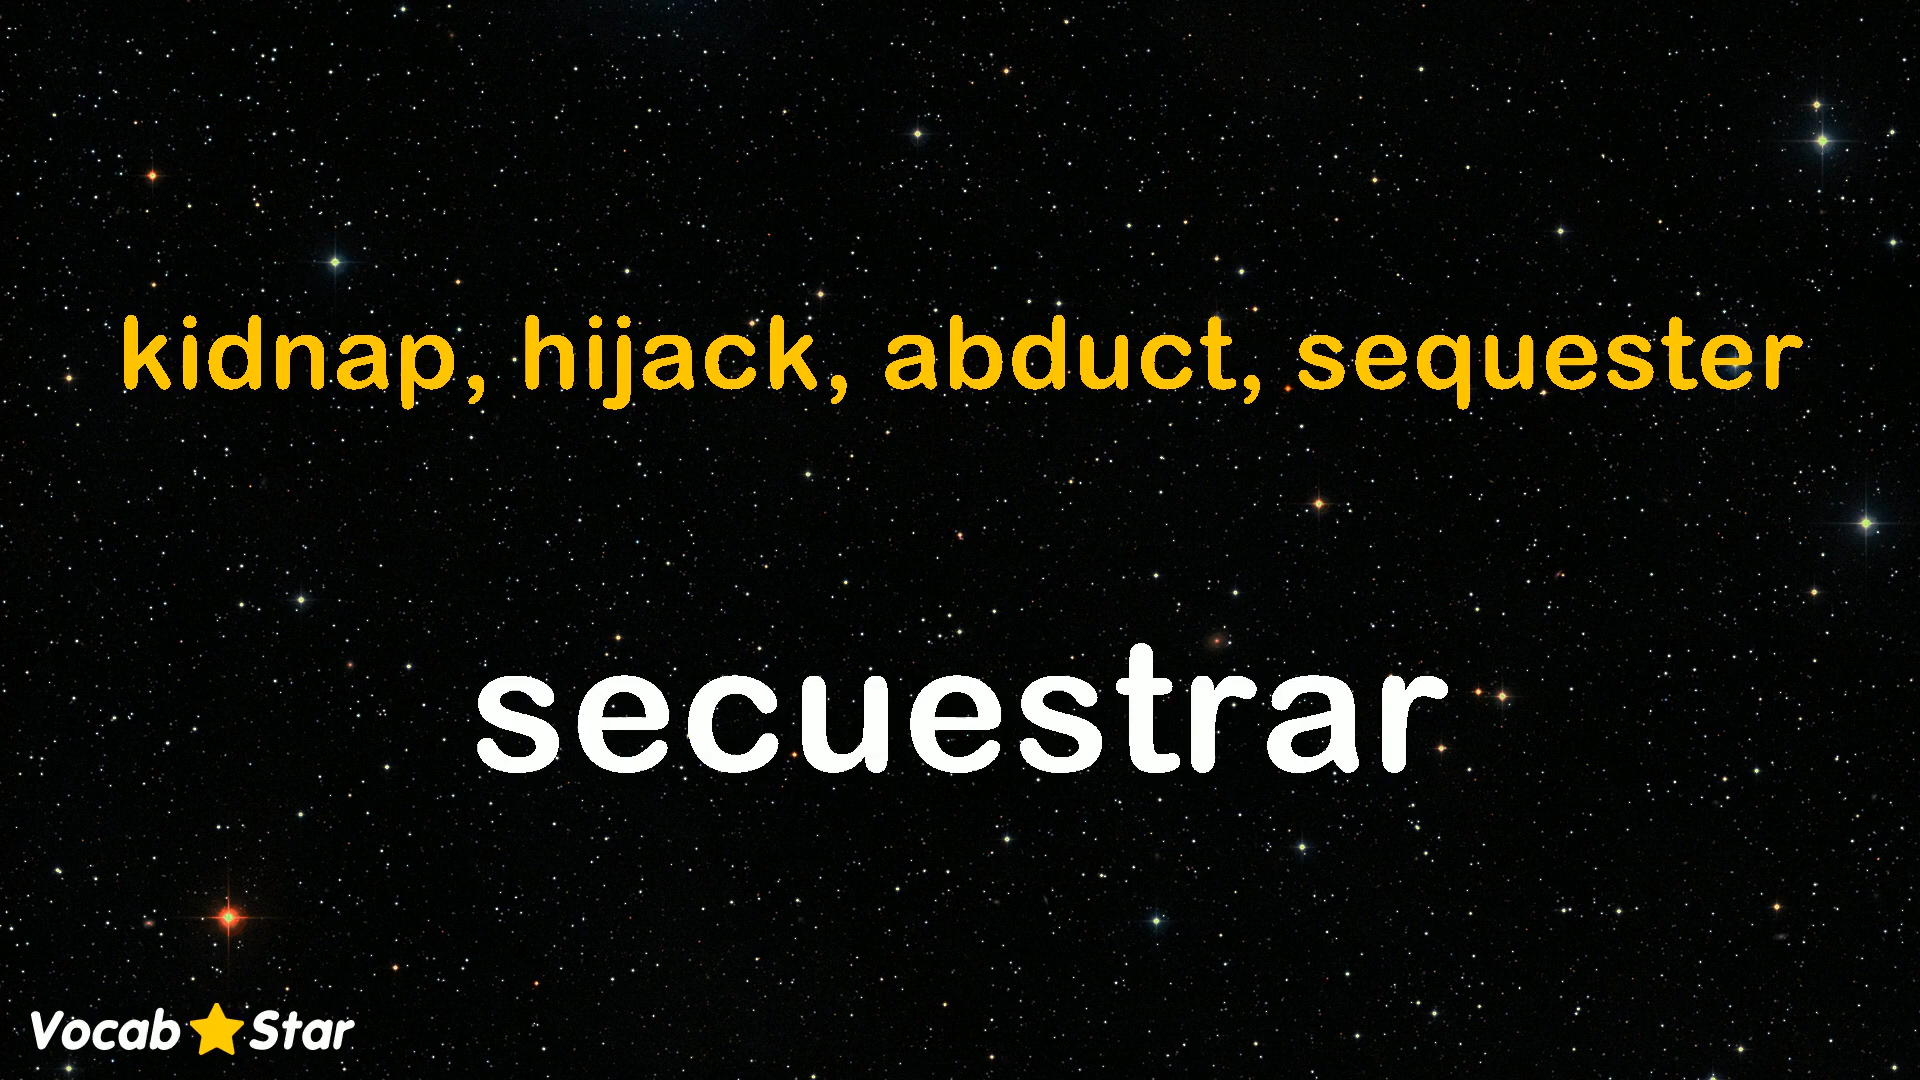 kidnap, hijack, abduct, sequester
secuestrar
Vocab Star